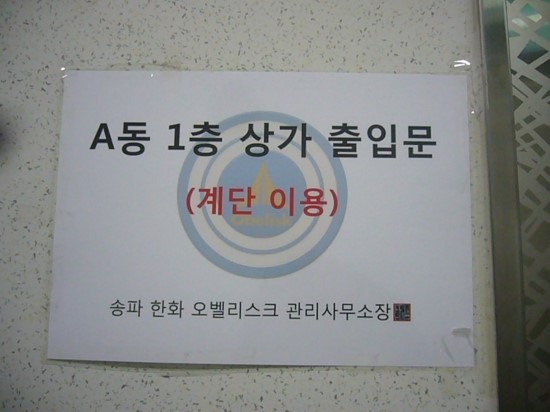 A동 1층 상가 출입문
(계단 이용)
Obelisk
송파 한화 오벨리스크 관리사무소장